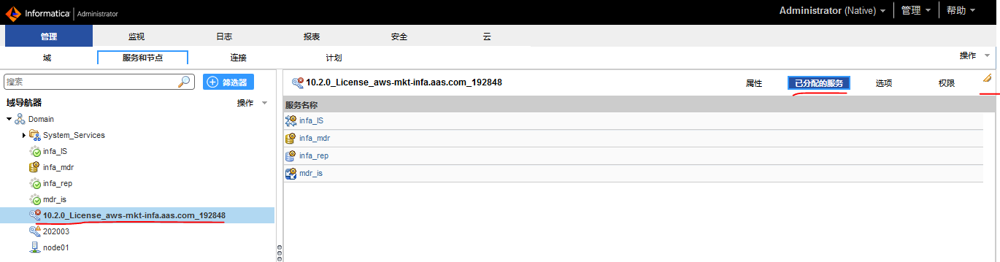 Informatica | Administrator
Administrator (Native) 管理 帮助
管理 监视 日志 报表 安全 云
域 服务和节点 连接 计划
操作
搜索 筛选器
域导航器 操作
Domain
System_Services
infa_IS
infa_mdr
infa_rep
mdr_is
10.2.0_License_aws-mkt-infa.aas.com_192848
202003
node01
10.2.0_License_aws-mkt-infa.aas.com_192848
属性 已分配的服务 选项 权限
服务名称
infa_IS
infa_mdr
infa_rep
mdr_is